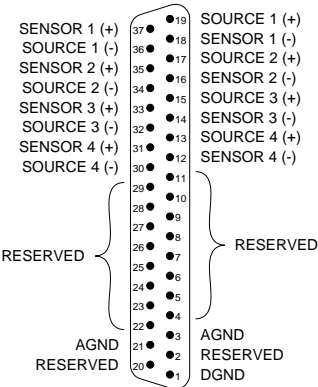 SENSOR 1 (+) 37 19 SOURCE 1 (+)
SOURCE 1 (-) 36 18 SENSOR 1 (-)
SENSOR 2 (+) 35 17 SOURCE 2 (+)
SOURCE 2 (-) 34 16 SENSOR 2 (-)
SENSOR 3 (+) 33 15 SOURCE 3 (+)
SOURCE 3 (-) 32 14 SENSOR 3 (-)
SENSOR 4 (+) 31 13 SOURCE 4 (+)
SOURCE 4 (-) 30 12 SENSOR 4 (-)
29 11
28 10
27 9
26 8
RESERVED 25 7 RESERVED
24 6
23 5
22 4
AGND 21 3 AGND
RESERVED 20 2 RESERVED
1 DGND